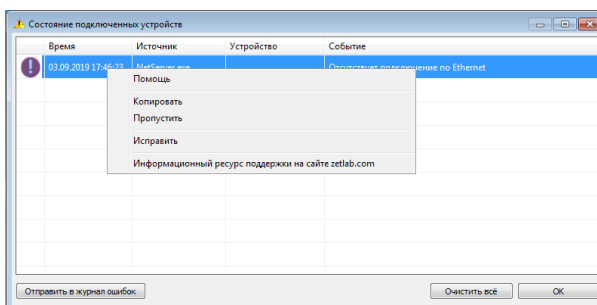 Состояние подключенных устройств
Время Источник Устройство Событие
03.09.2019 17:46:23 NetServer.exe Отсутствует подключение по Ethernet
Помощь
Копировать
Пропустить
Исправить
Информационный ресурс поддержки на сайте zetlab.com
Отправить в журнал ошибок Очистить всё OK